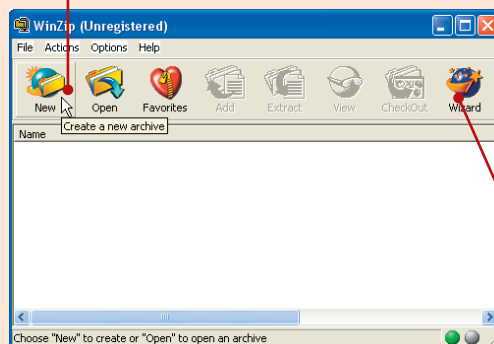 WinZip (Unregistered)
File Actions Options Help
New Open Favorites Add Extract View CheckOut Wizard
Create a new archive
Name
Choose "New" to create or "Open" to open an archive